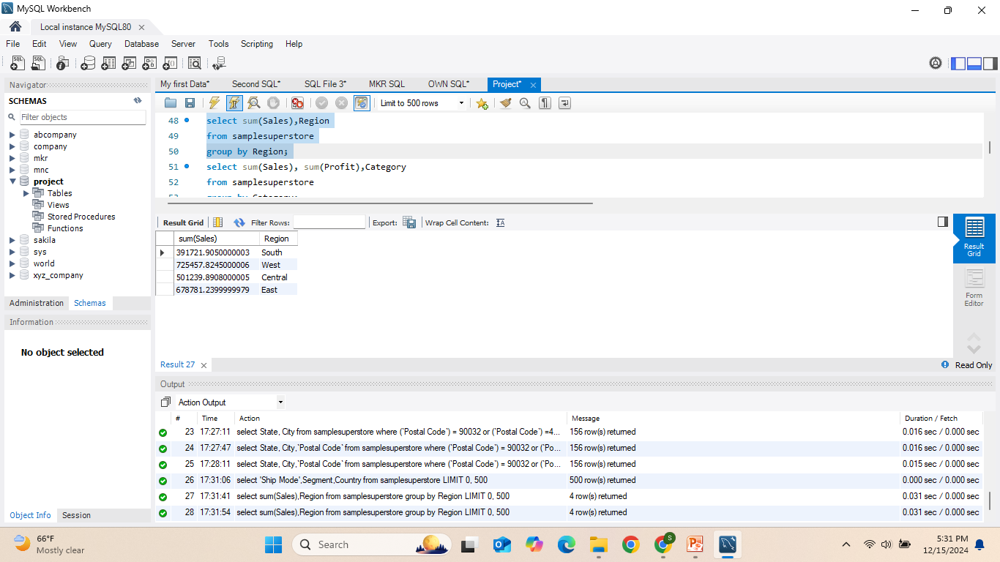 MySQL Workbench
Local instance MySQL80
File Edit View Query Database Server Tools Scripting Help
Navigator
SCHEMAS
Filter objects
abcompany
company
mkr
mnc
project
Tables
Views
Stored Procedures
Functions
sakila
sys
world
xyz_company
Administration Schemas
Information
No object selected
Object Info Session
My first Data* Second SQL* SQL File 3* MKR SQL OWN SQL* Project*
Limit to 500 rows
48 select sum(Sales),Region
49 from samplesuperstore
50 group by Region;
51 select sum(Sales), sum(Profit),Category
52 from samplesuperstore
Result Grid Filter Rows: Export: Wrap Cell Content:
sum(Sales) Region
391721.9050000003 South
725457.8245000006 West
501239.8908000005 Central
678781.2399999979 East
Result Grid
Form Editor
Result 27 Read Only
Output
Action Output
# Time Action Message Duration / Fetch
23 17:27:11 select State, City from samplesuperstore where (`Postal Code`) = 90032 or (`Postal Code`) =4... 156 row(s) returned 0.016 sec / 0.000 sec
24 17:27:47 select State, City,`Postal Code` from samplesuperstore where (`Postal Code`) = 90032 or (`Po... 156 row(s) returned 0.016 sec / 0.000 sec
25 17:28:11 select State, City,`Postal Code` from samplesuperstore where (`Postal Code`) = 90032 or (`Po... 156 row(s) returned 0.015 sec / 0.000 sec
26 17:31:06 select 'Ship Mode',Segment,Country from samplesuperstore LIMIT 0, 500 500 row(s) returned 0.000 sec / 0.000 sec
27 17:31:41 select sum(Sales),Region from samplesuperstore group by Region LIMIT 0, 500 4 row(s) returned 0.031 sec / 0.000 sec
28 17:31:54 select sum(Sales),Region from samplesuperstore group by Region LIMIT 0, 500 4 row(s) returned 0.031 sec / 0.000 sec
66°F
Mostly clear
Search
5:31 PM
12/15/2024